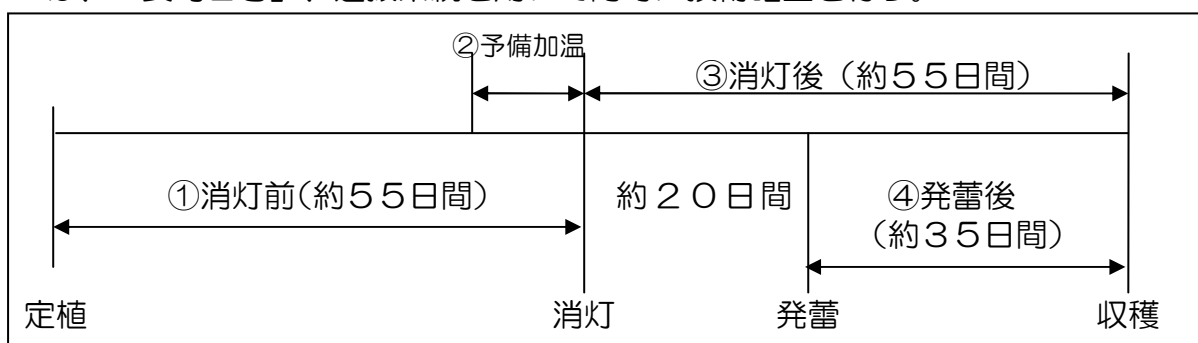 ②予備加温
③消灯後（約５５日間）
①消灯前（約５５日間）
約２０日間
④発蕾後
（約３５日間）
定植
消灯
発蕾
収穫